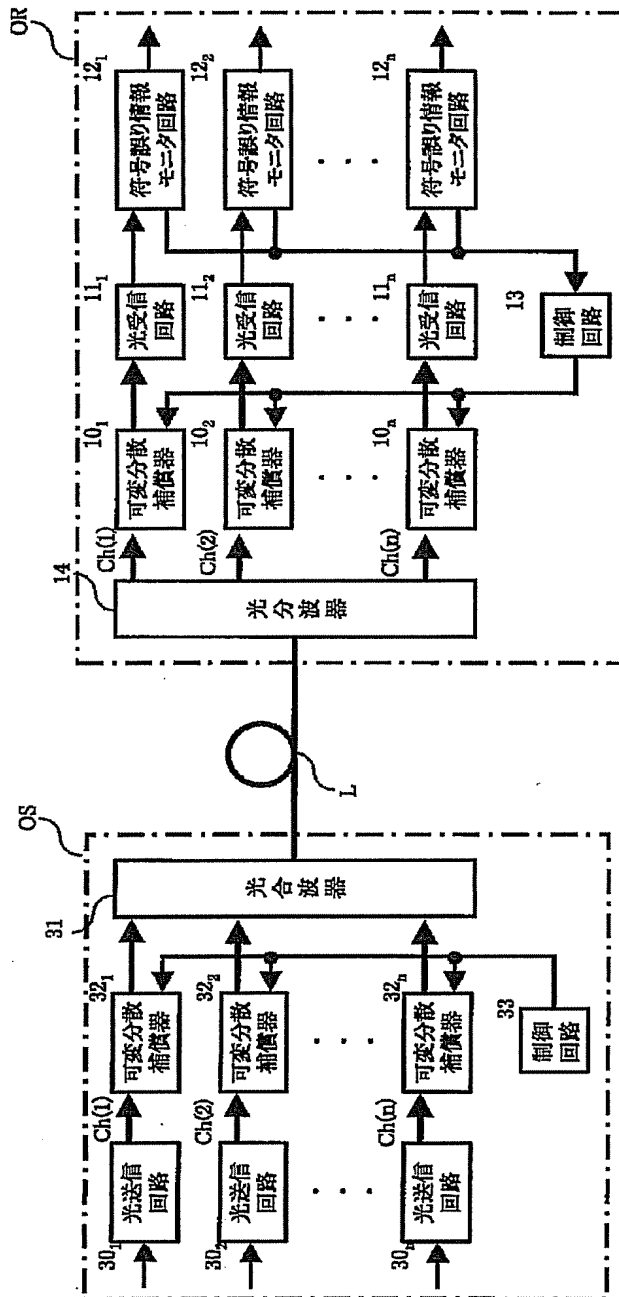 OS
30₁
光送信
回路
Ch(1)
32₁
可変分散
補償器
30₂
光送信
回路
Ch(2)
32₂
可変分散
補償器
30ₙ
光送信
回路
Ch(n)
32ₙ
可変分散
補償器
33
制御
回路
31
光合波器
L
OR
14
光分波器
Ch(1)
10₁
可変分散
補償器
11₁
光受信
回路
12₁
符号誤り情報
モニタ回路
Ch(2)
10₂
可変分散
補償器
11₂
光受信
回路
12₂
符号誤り情報
モニタ回路
Ch(n)
10ₙ
可変分散
補償器
11ₙ
光受信
回路
12ₙ
符号誤り情報
モニタ回路
13
制御
回路